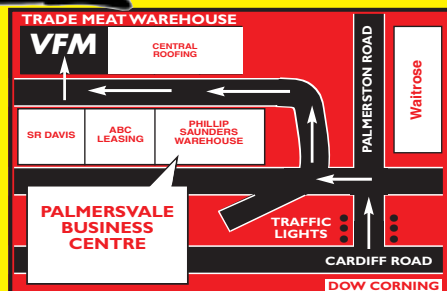 TRADE MEAT WAREHOUSE
VFM
CENTRAL
ROOFING
PALMERSTON ROAD
Waitrose
SR DAVIS
ABC
LEASING
PHILLIP
SAUNDERS
WAREHOUSE
PALMERSVALE
BUSINESS
CENTRE
TRAFFIC
LIGHTS
CARDIFF ROAD
DOW CORNING